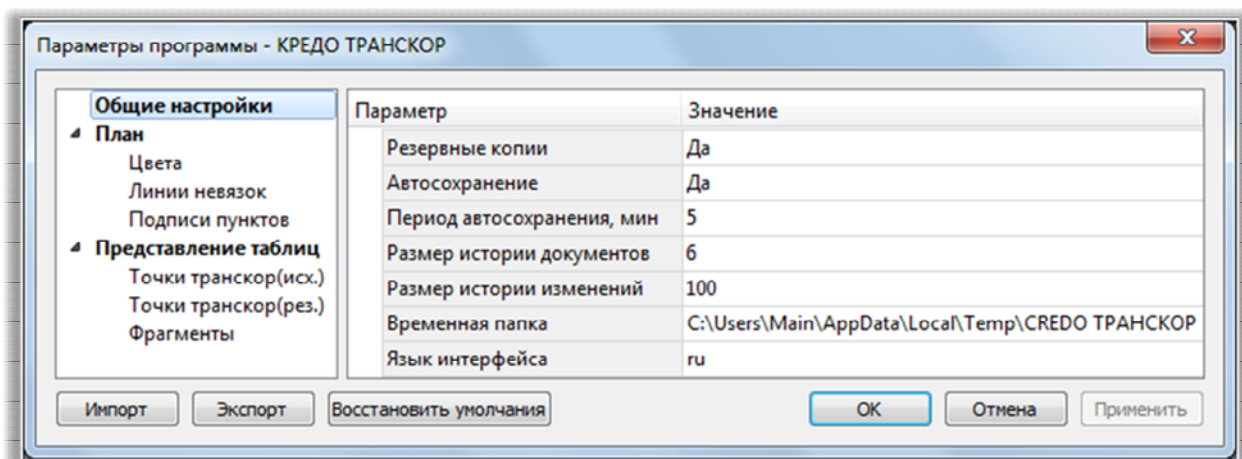 Параметры программы - КРЕДО ТРАНСКОР
Общие настройки
План
Цвета
Линии невязок
Подписи пунктов
Представление таблиц
Точки транскор(исх.)
Точки транскор(рез.)
Фрагменты
Параметр Значение
Резервные копии Да
Автосохранение Да
Период автосохранения, мин 5
Размер истории документов 6
Размер истории изменений 100
Временная папка C:\Users\Main\AppData\Local\Temp\CREDO ТРАНСКОР
Язык интерфейса ru
Импорт Экспорт Восстановить умолчания ОК Отмена Применить